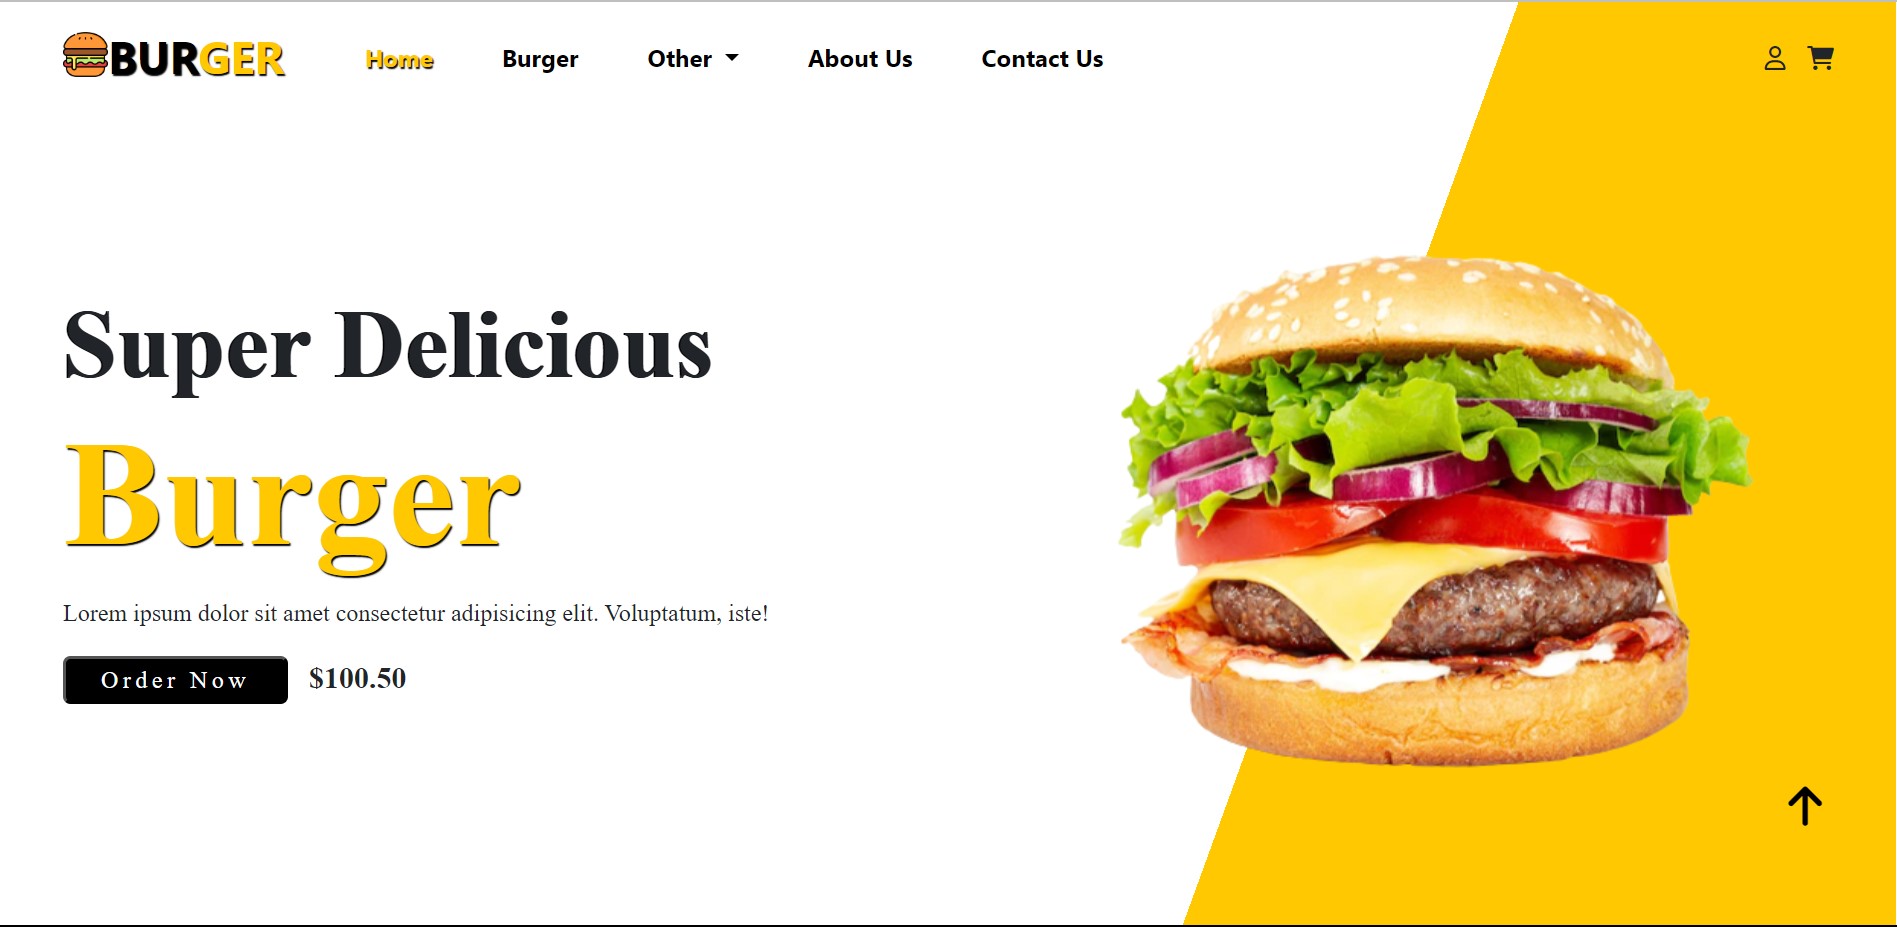 BURGER
Home Burger Other About Us Contact Us
Super Delicious
Burger
Lorem ipsum dolor sit amet consectetur adipisicing elit. Voluptatum, iste!
Order Now $100.50